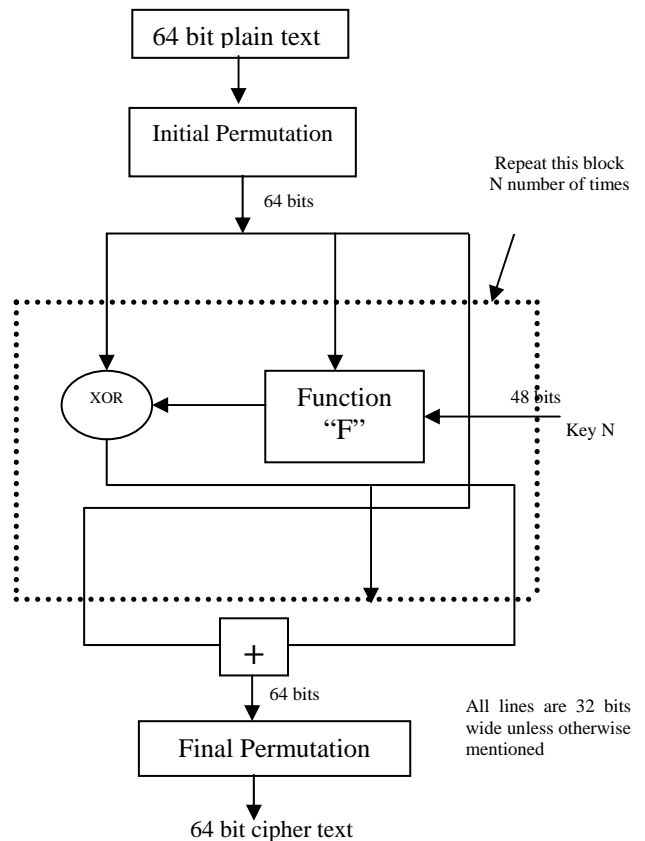 64 bit plain text
Initial Permutation
Repeat this block
N number of times
64 bits
XOR
Function
“F”
48 bits
Key N
+
64 bits
All lines are 32 bits
wide unless otherwise
mentioned
Final Permutation
64 bit cipher text